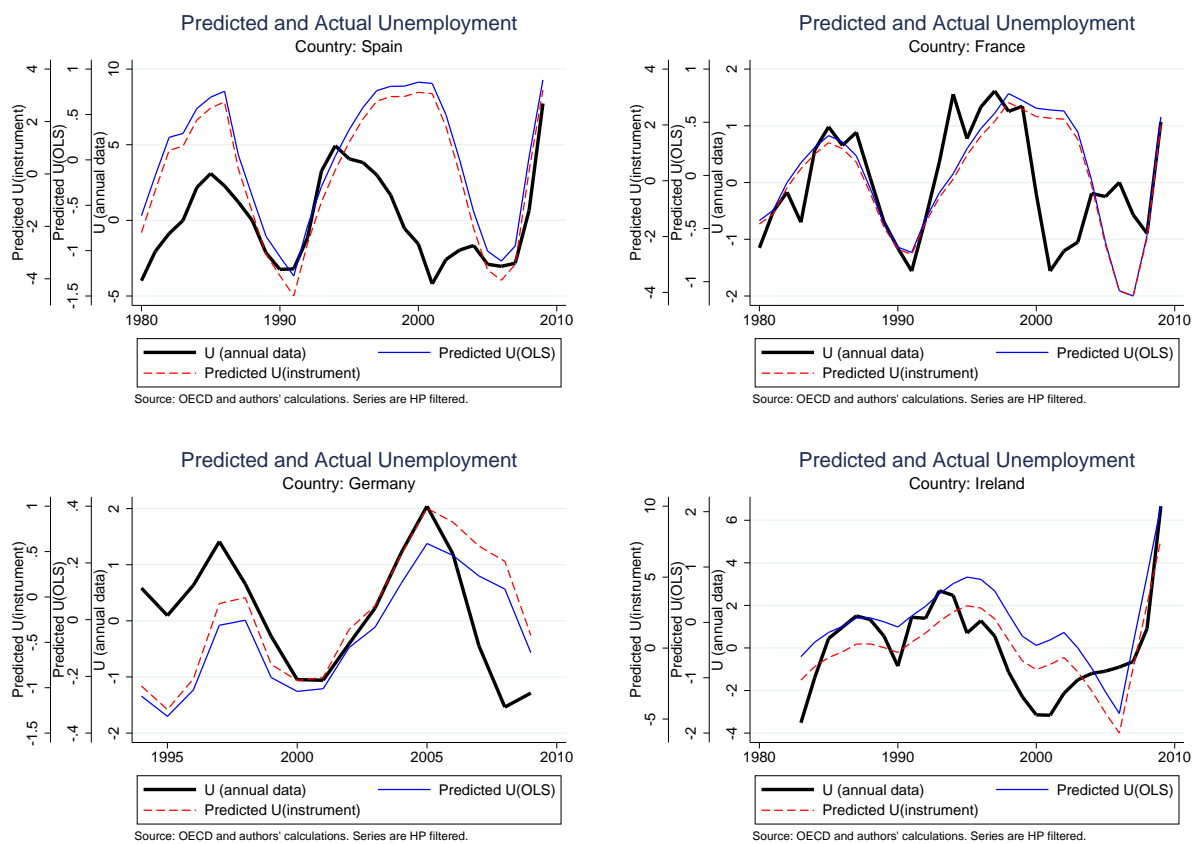 Predicted and Actual Unemployment
Country: Spain
Predicted U(instrument)
-4 -2 0 2 4
Predicted U(OLS)
-1.5 -1 -.5 0 .5 1
U (annual data)
-5 0 5 10
1980 1990 2000 2010
U (annual data) Predicted U(OLS)
Predicted U(instrument)
Source: OECD and authors' calculations. Series are HP filtered.
Predicted and Actual Unemployment
Country: France
Predicted U(instrument)
-4 -2 0 2 4
Predicted U(OLS)
-1 -.5 0 .5 1
U (annual data)
-2 -1 0 1 2
1980 1990 2000 2010
U (annual data) Predicted U(OLS)
Predicted U(instrument)
Source: OECD and authors' calculations. Series are HP filtered.
Predicted and Actual Unemployment
Country: Germany
Predicted U(instrument)
-1.5 -1 -.5 0 .5 1
Predicted U(OLS)
-.4 -.2 0 .2 .4
U (annual data)
-2 -1 0 1 2
1995 2000 2005 2010
U (annual data) Predicted U(OLS)
Predicted U(instrument)
Source: OECD and authors' calculations. Series are HP filtered.
Predicted and Actual Unemployment
Country: Ireland
Predicted U(instrument)
-5 0 5 10
Predicted U(OLS)
-2 -1 0 1 2
U (annual data)
-4 -2 0 2 4 6
1980 1990 2000 2010
U (annual data) Predicted U(OLS)
Predicted U(instrument)
Source: OECD and authors' calculations. Series are HP filtered.